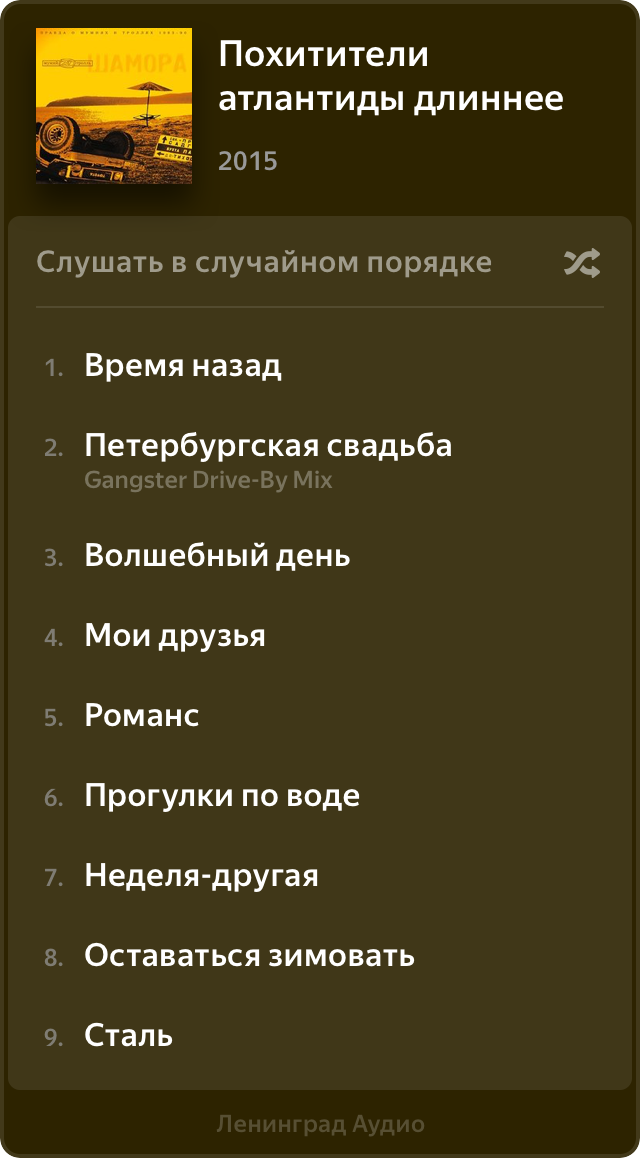 ШАМОРА
Похитители
атлантиды длиннее
2015
Слушать в случайном порядке
1. Время назад
2. Петербургская свадьба
Gangster Drive-By Mix
3. Волшебный день
4. Мои друзья
5. Романс
6. Прогулки по воде
7. Неделя-другая
8. Оставаться зимовать
9. Сталь
Ленинград Аудио